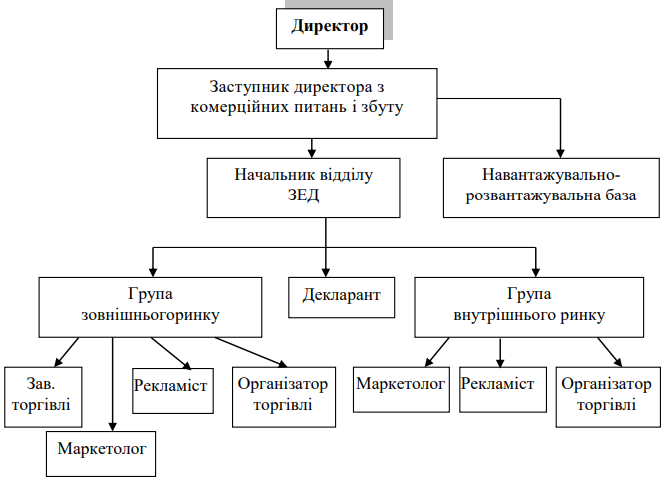 Директор
Заступник директора з
комерційних питань і збуту
Начальник відділу
ЗЕД
Навантажувально-
розвантажувальна база
Група
зовнішньогоринку
Декларант
Група
внутрішнього ринку
Зав.
торгівлі
Маркетолог
Рекламіст
Організатор
торгівлі
Маркетолог
Рекламіст
Організатор
торгівлі